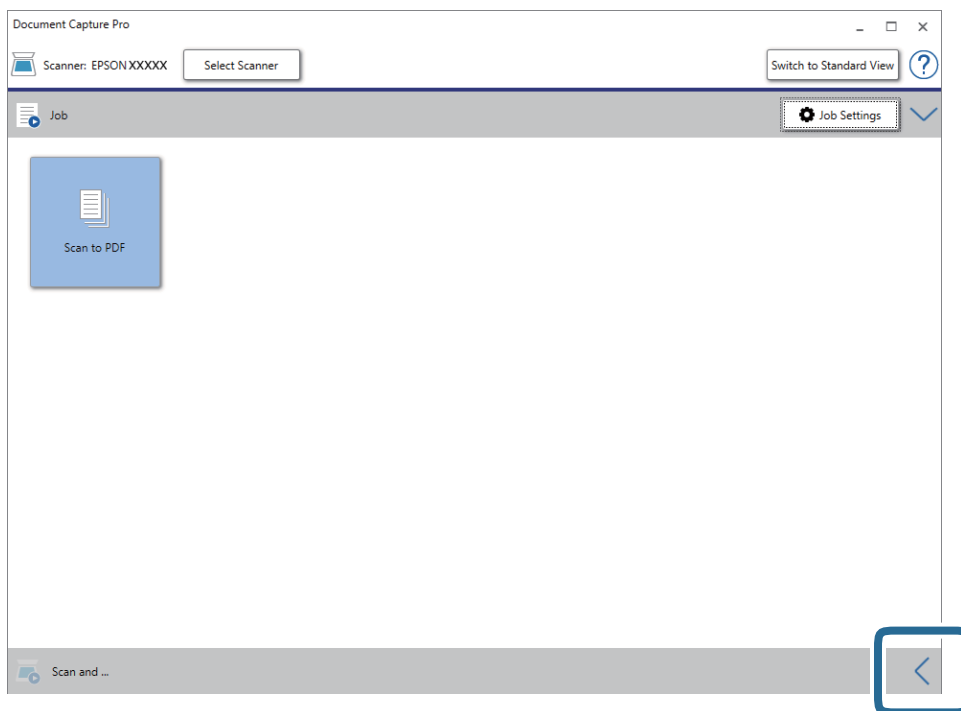 Document Capture Pro
Scanner: EPSON XXXXX Select Scanner Switch to Standard View ?
Job Job Settings
Scan to PDF
Scan and ...